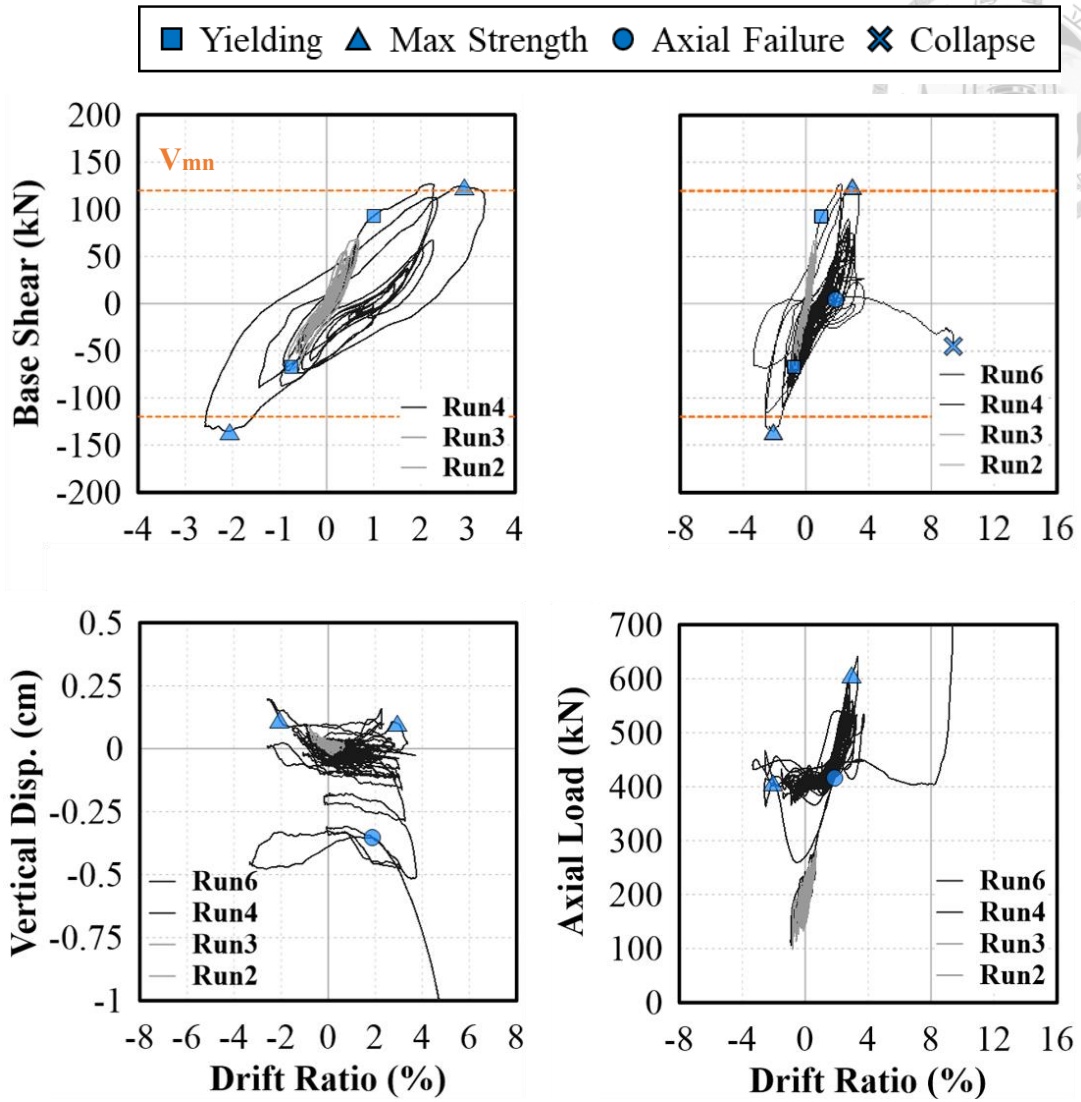 Yielding Max Strength Axial Failure Collapse
Base Shear (kN)
200
150
100
50
0
-50
-100
-150
-200
Vmn
Run4
Run3
Run2
-4 -3 -2 -1 0 1 2 3 4
Run6
Run4
Run3
Run2
-8 -4 0 4 8 12 16
Vertical Disp. (cm)
0.5
0.25
0
-0.25
-0.5
-0.75
-1
Run6
Run4
Run3
Run2
-8 -6 -4 -2 0 2 4 6 8
Drift Ratio (%)
Axial Load (kN)
700
600
500
400
300
200
100
0
Run6
Run4
Run3
Run2
-8 -4 0 4 8 12 16
Drift Ratio (%)